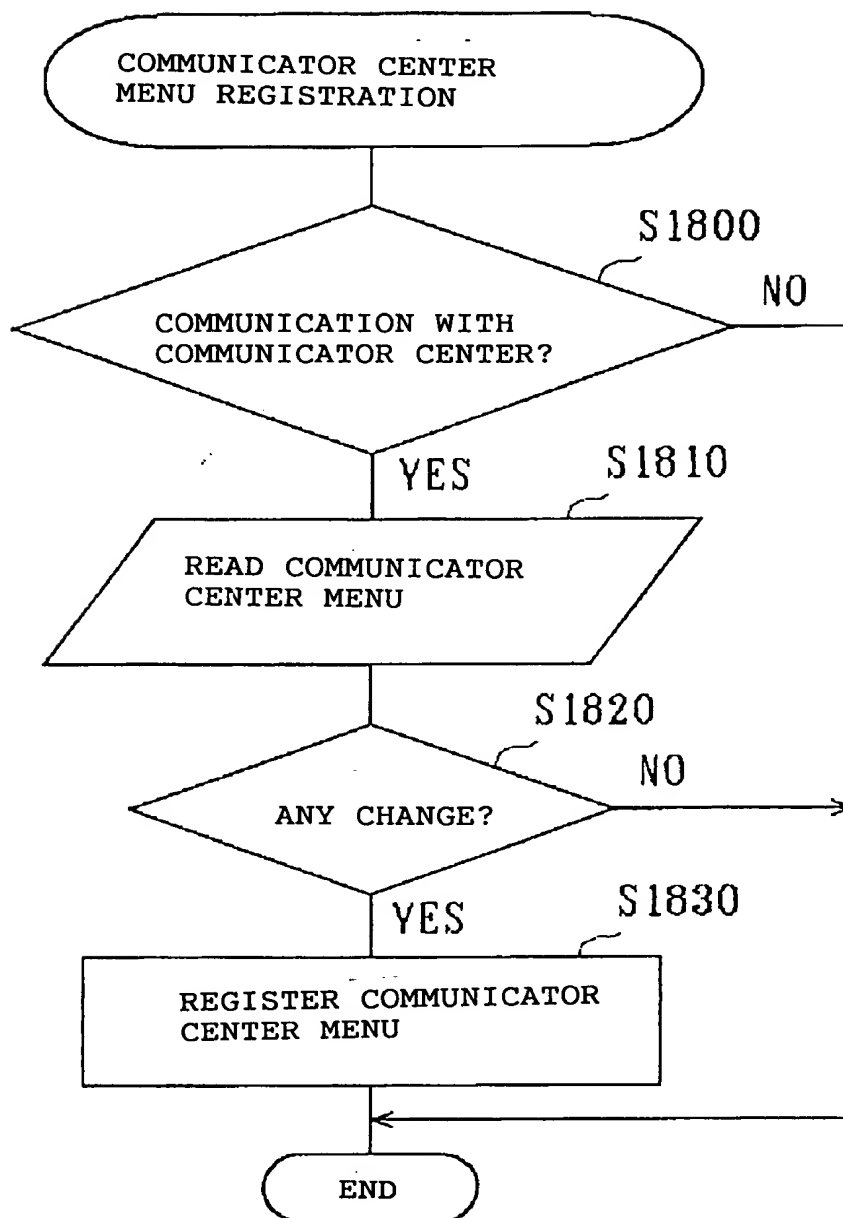 COMMUNICATOR CENTER
MENU REGISTRATION
S1800
NO
COMMUNICATION WITH
COMMUNICATOR CENTER?
YES
S1810
READ COMMUNICATOR
CENTER MENU
S1820
NO
ANY CHANGE?
YES
S1830
REGISTER COMMUNICATOR
CENTER MENU
END